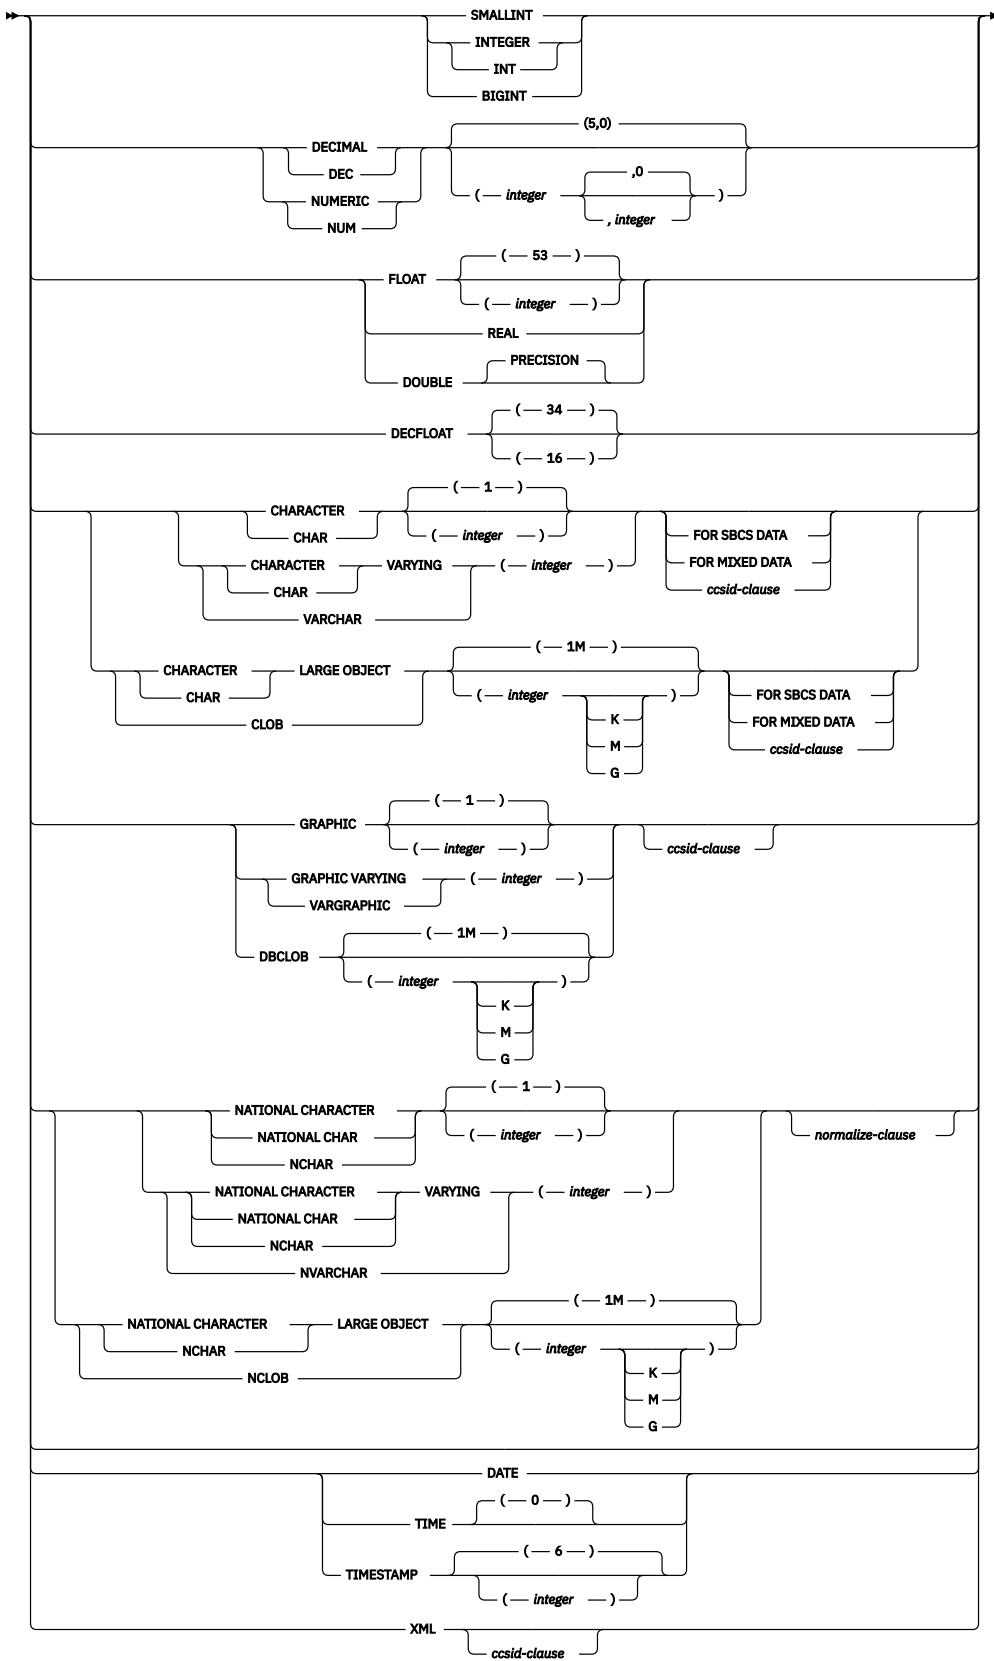 SMALLINT
INTEGER
INT
BIGINT
(5,0)
DECIMAL
DEC
,0
( integer )
NUMERIC
, integer
NUM
( 53 )
FLOAT
( integer )
REAL
PRECISION
DOUBLE
( 34 )
DECFLOAT
( 16 )
( 1 )
CHARACTER
CHAR ( integer ) FOR SBCS DATA
FOR MIXED DATA
CHARACTER VARYING ( integer )
CHAR ccsid-clause
VARCHAR
( 1M )
CHARACTER LARGE OBJECT
CHAR ( integer ) FOR SBCS DATA
CLOB K FOR MIXED DATA
M ccsid-clause
G
( 1 )
GRAPHIC
( integer ) ccsid-clause
GRAPHIC VARYING ( integer )
VARGRAPHIC
( 1M )
DBCLOB
( integer )
K
M
G
( 1 )
NATIONAL CHARACTER
NATIONAL CHAR ( integer ) normalize-clause
NCHAR
NATIONAL CHARACTER VARYING ( integer )
NATIONAL CHAR
NCHAR
NVARCHAR
( 1M )
NATIONAL CHARACTER LARGE OBJECT
NCHAR ( integer )
NCLOB K
M
G
DATE
( 0 )
TIME
( 6 )
TIMESTAMP
( integer )
XML
ccsid-clause